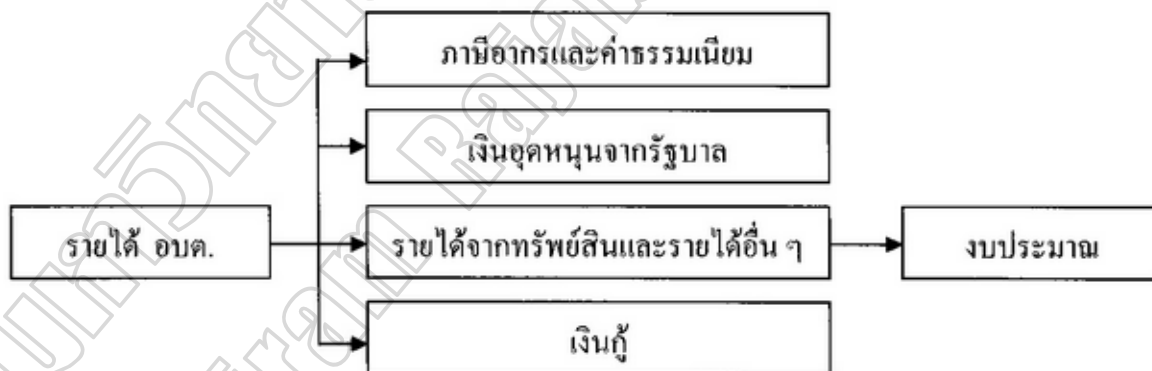 ภาษีอากรและค่าธรรมเนียม
เงินอุดหนุนจากรัฐบาล
รายได้ อบต.
รายได้จากทรัพย์สินและรายได้อื่น ๆ
งบประมาณ
เงินกู้